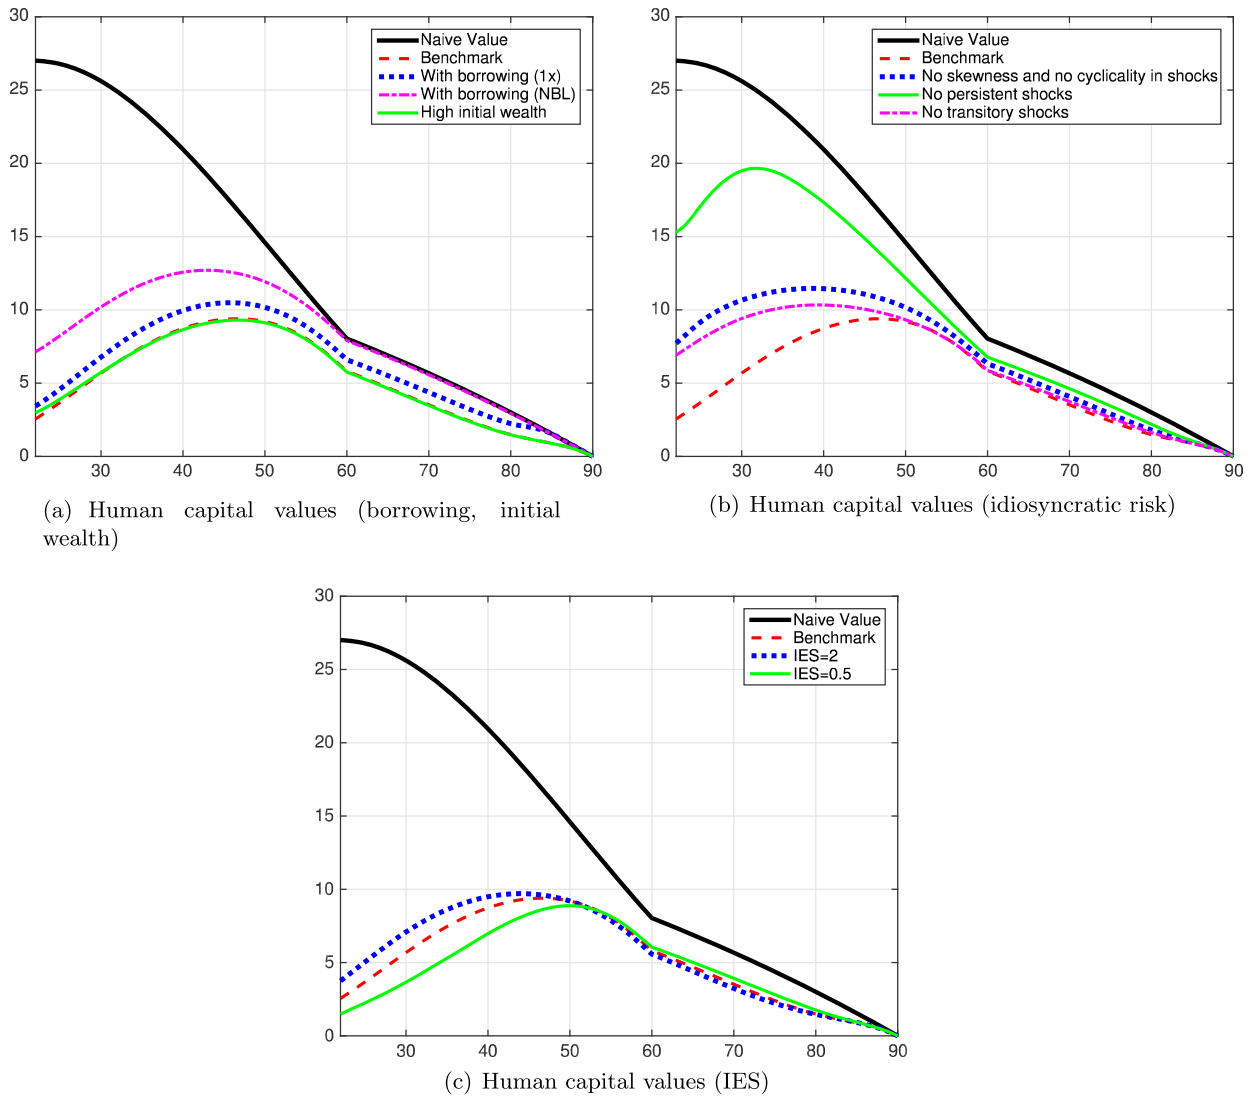 30
25
20
15
10
5
0
30 40 50 60 70 80 90
Naive Value
Benchmark
With borrowing (1x)
With borrowing (NBL)
High initial wealth
(a) Human capital values (borrowing, initial
wealth)
30
25
20
15
10
5
0
30 40 50 60 70 80 90
Naive Value
Benchmark
No skewness and no cyclicality in shocks
No persistent shocks
No transitory shocks
(b) Human capital values (idiosyncratic risk)
30
25
20
15
10
5
0
30 40 50 60 70 80 90
Naive Value
Benchmark
IES=2
IES=0.5
(c) Human capital values (IES)